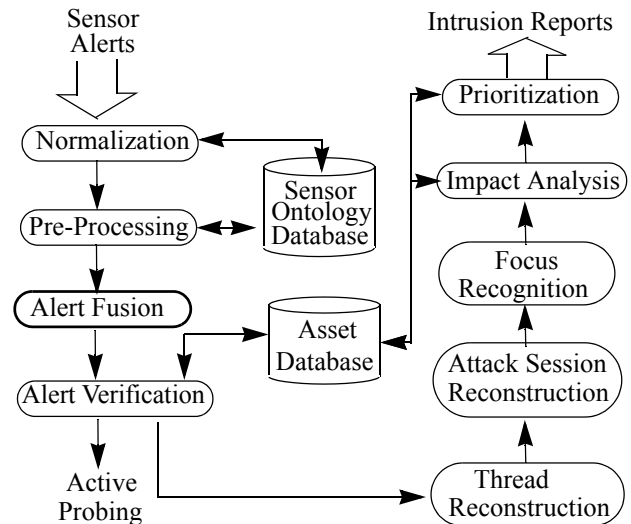 Sensor
Alerts
Normalization
Pre-Processing
Alert Fusion
Alert Verification
Active
Probing
Sensor
Ontology
Database
Asset
Database
Intrusion Reports
Prioritization
Impact Analysis
Focus
Recognition
Attack Session
Reconstruction
Thread
Reconstruction